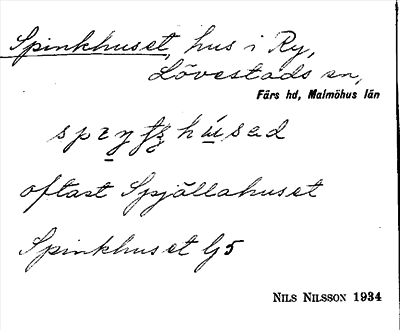 Spinkhuset, hus i Ry,
Lövestads sn,
Färs hd, Malmöhus län
oftast Spjällahuset
Spinkhuset G5
NILS NILSSON 1934